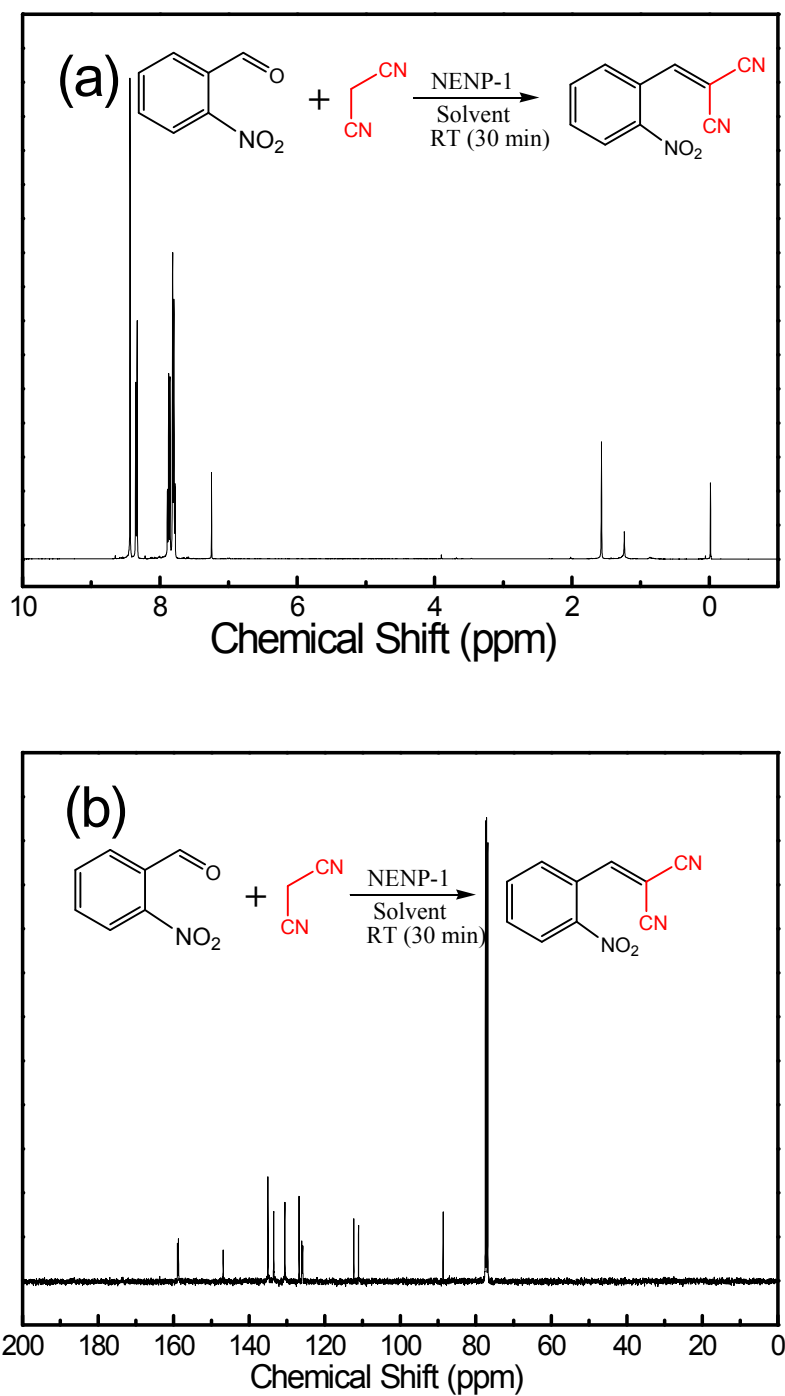 (a)
O
NO2
+
CN
CN
NENP-1
Solvent
RT (30 min)
CN
CN
NO2
10 8 6 4 2 0
Chemical Shift (ppm)
(b)
O
NO2
+
CN
CN
NENP-1
Solvent
RT (30 min)
CN
CN
NO2
200 180 160 140 120 100 80 60 40 20 0
Chemical Shift (ppm)